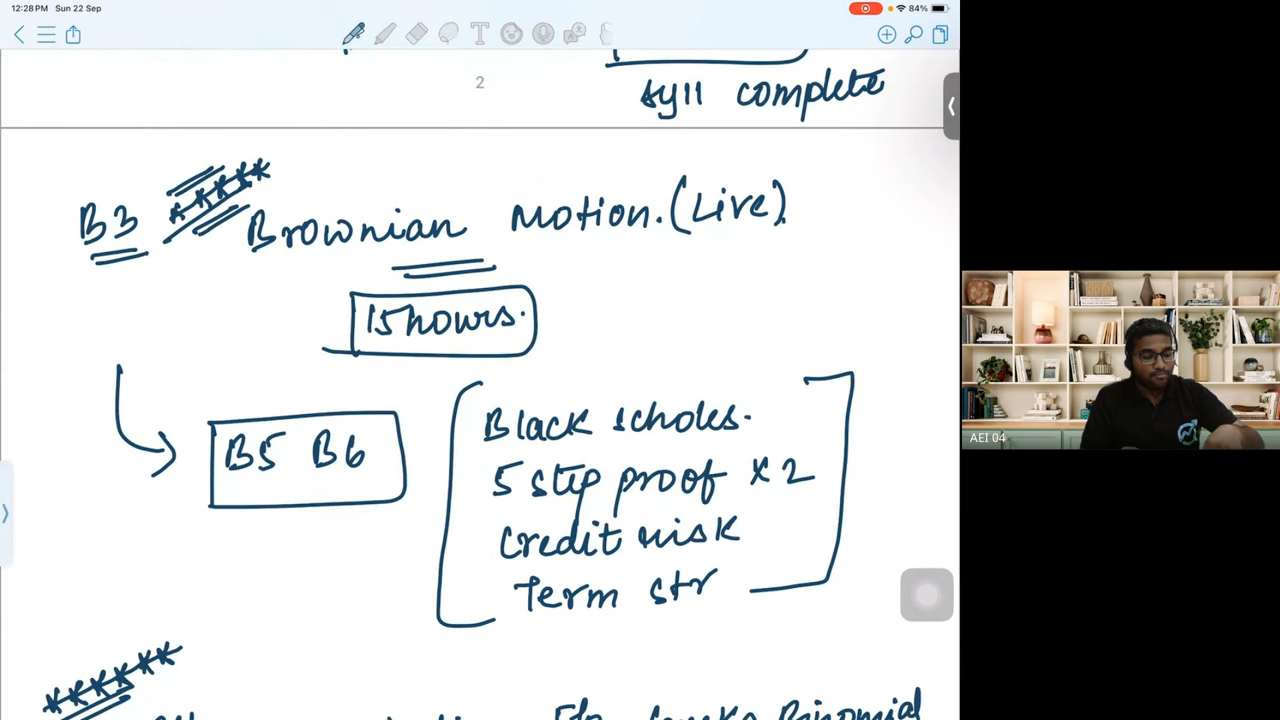 12:28 PM Sun 22 Sep
84%
2
syll complete
B3 ***** Brownian Motion. (Live).
15 hours.
B5 B6
Black scholes.
5 step proof x 2
Credit risk
Term str
******
Binomial
AEI 04